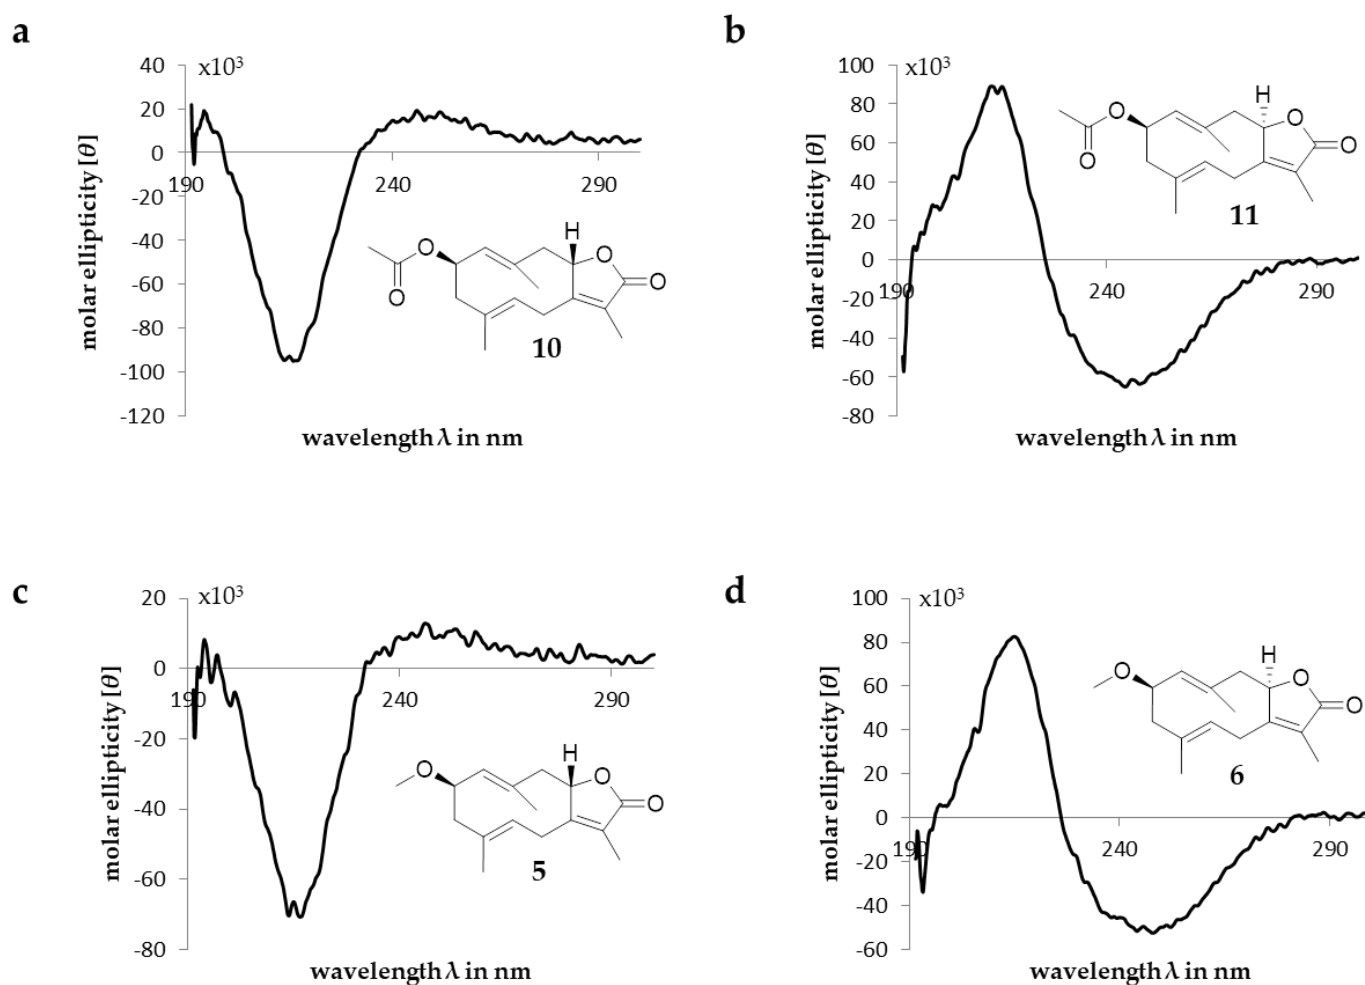 a
x10³
40
20
0
-20
-40
-60
-80
-100
-120
190
240
290
molar ellipticity [θ]
wavelength λ in nm
O
O
H
O
O
10
b
x10³
100
80
60
40
20
0
-20
-40
-60
-80
190
240
290
molar ellipticity [θ]
wavelength λ in nm
O
O
H
O
O
11
c
x10³
20
0
-20
-40
-60
-80
190
240
290
molar ellipticity [θ]
wavelength λ in nm
O
H
O
O
5
d
x10³
100
80
60
40
20
0
-20
-40
-60
190
240
290
molar ellipticity [θ]
wavelength λ in nm
O
H
O
O
6